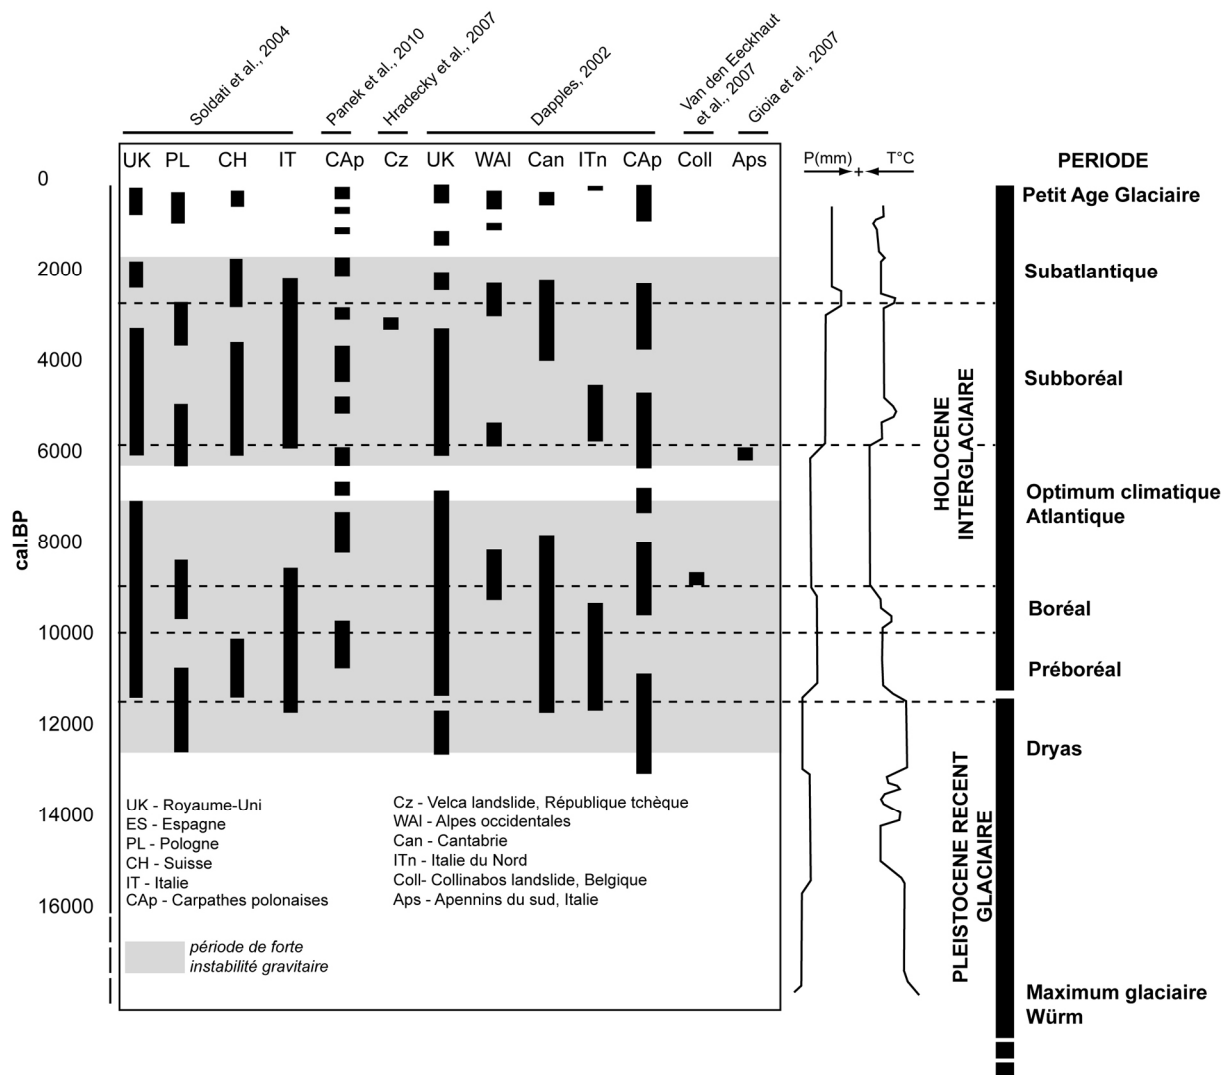 Soldati et al., 2004
Panek et al., 2010
Hradecky et al., 2007
Dapples, 2002
Van den Eeckhaut
et al., 2007
Gioia et al., 2007
UK PL CH IT CAp Cz UK WAl Can ITn CAp Coll Aps
P(mm) + T°C
PERIODE
cal.BP
0
2000
4000
6000
8000
10000
12000
14000
16000
Petit Age Glaciaire
Subatlantique
Subboréal
Optimum climatique
Atlantique
Boréal
Préboréal
Dryas
Maximum glaciaire
Würm
HOLOCENE
INTERGLACIAIRE
PLEISTOCENE RECENT
GLACIAIRE
UK - Royaume-Uni
ES - Espagne
PL - Pologne
CH - Suisse
IT - Italie
CAp - Carpathes polonaises
Cz - Velca landslide, République tchèque
WAl - Alpes occidentales
Can - Cantabrie
ITn - Italie du Nord
Coll- Collinabos landslide, Belgique
Aps - Apennins du sud, Italie
période de forte
instabilité gravitaire